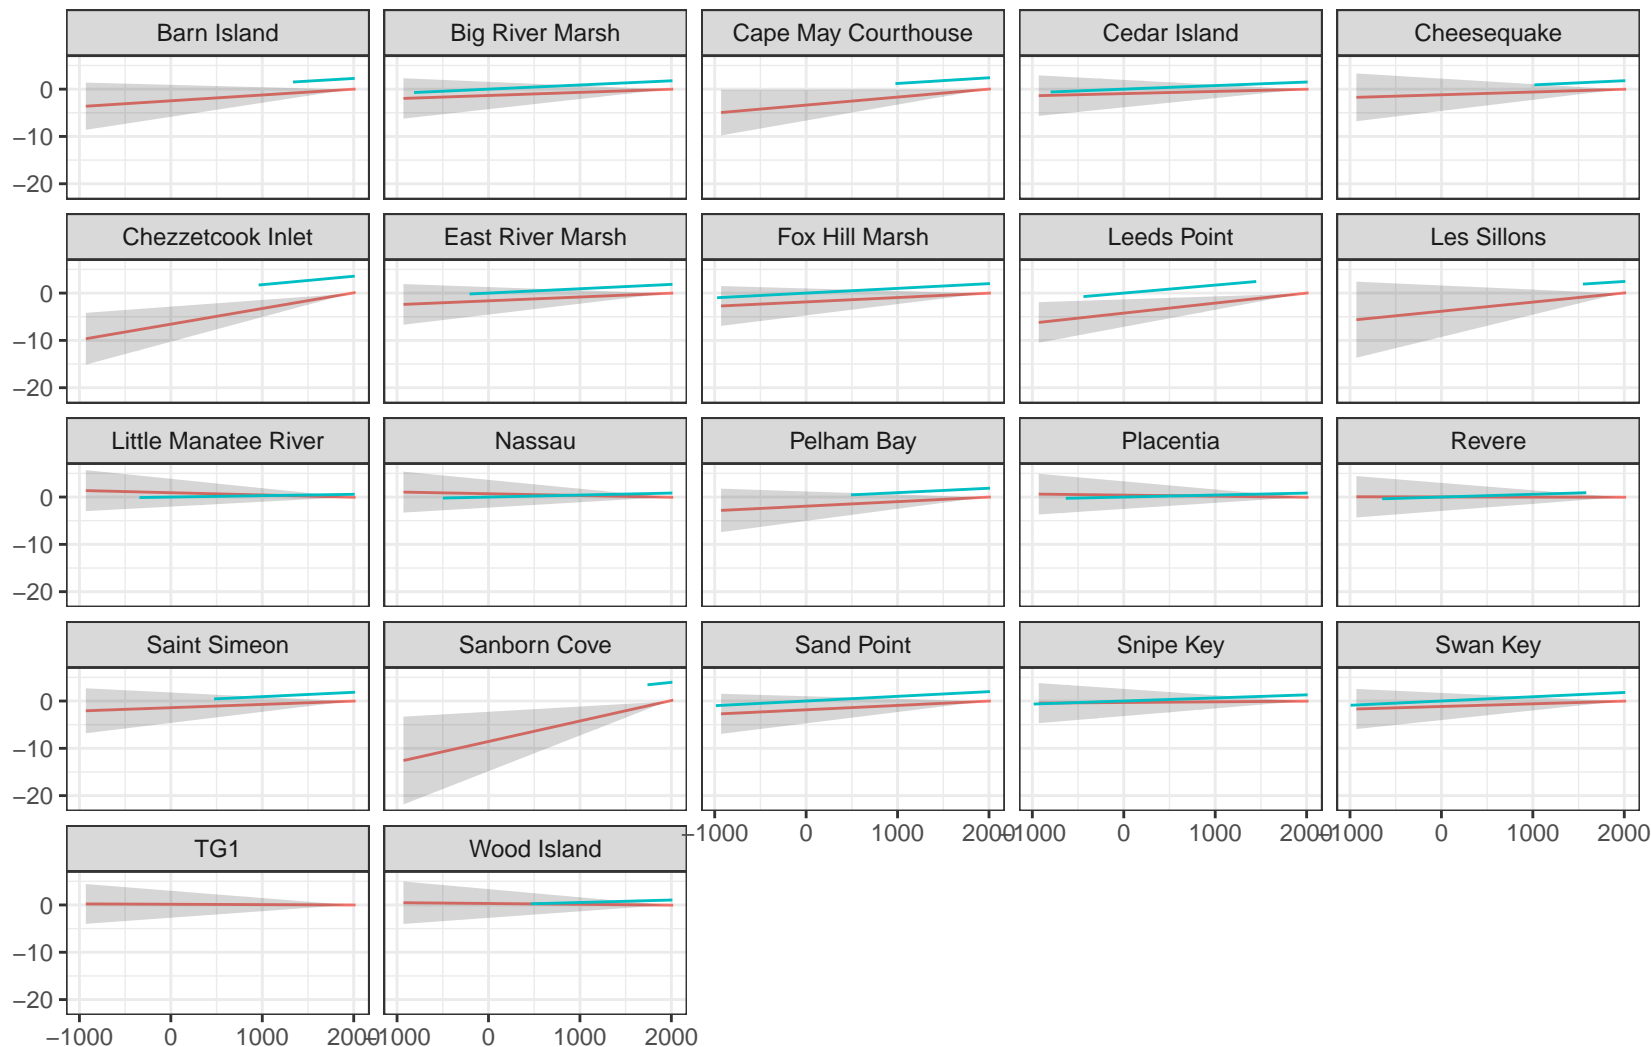 Barn Island Big River Marsh Cape May Courthouse Cedar Island Cheesequake
0
−10
−20
Chezzetcook Inlet East River Marsh Fox Hill Marsh Leeds Point Les Sillons
0
−10
−20
Little Manatee River Nassau Pelham Bay Placentia Revere
0
−10
−20
Saint Simeon Sanborn Cove Sand Point Snipe Key Swan Key
0
−10
−20
−1000 0 1000 2000 −1000 0 1000 2000 −1000 0 1000 2000
TG1 Wood Island
0
−10
−20
−1000 0 1000 2000 −1000 0 1000 2000